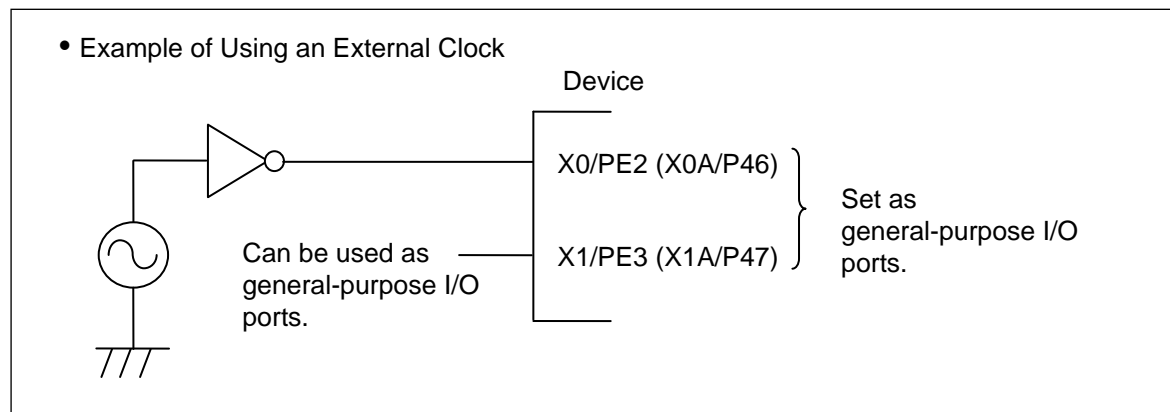 • Example of Using an External Clock
Device
X0/PE2 (X0A/P46)
Set as
general-purpose I/O
ports.
Can be used as
general-purpose I/O
ports.
X1/PE3 (X1A/P47)